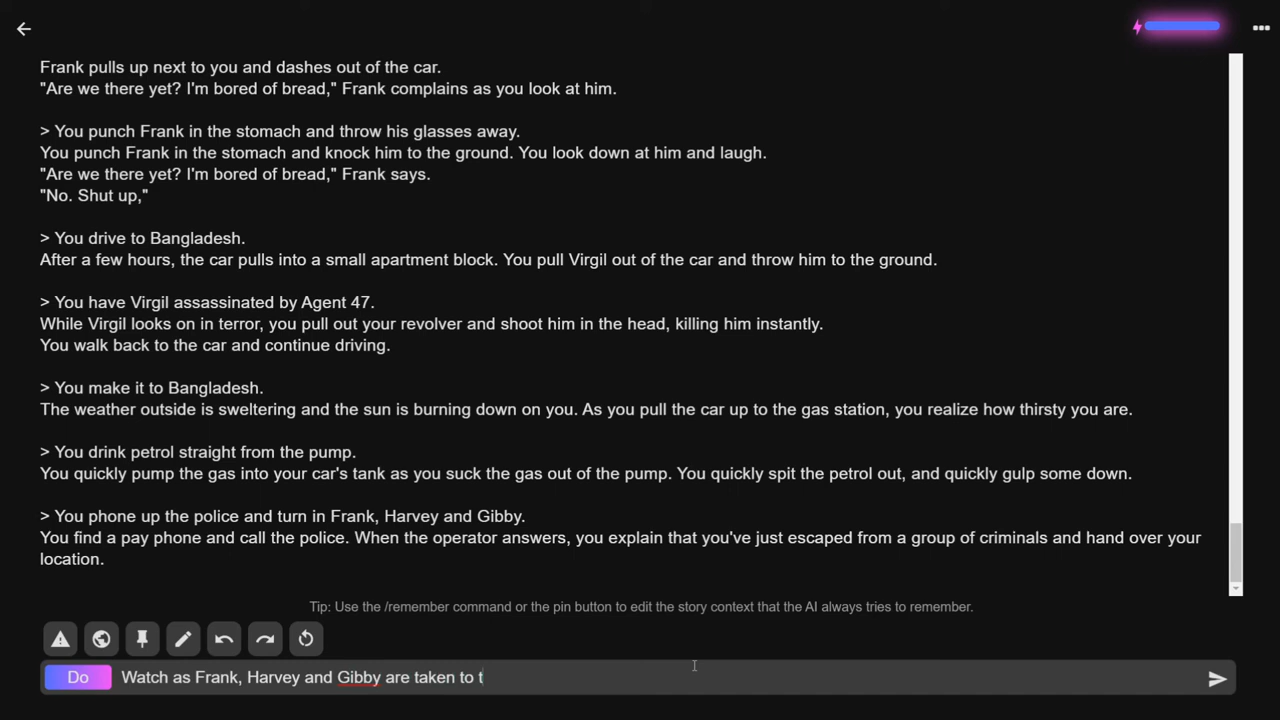 Frank pulls up next to you and dashes out of the car.
"Are we there yet? I'm bored of bread," Frank complains as you look at him.
> You punch Frank in the stomach and throw his glasses away.
You punch Frank in the stomach and knock him to the ground. You look down at him and laugh.
"Are we there yet? I'm bored of bread," Frank says.
"No. Shut up,"
> You drive to Bangladesh.
After a few hours, the car pulls into a small apartment block. You pull Virgil out of the car and throw him to the ground.
> You have Virgil assassinated by Agent 47.
While Virgil looks on in terror, you pull out your revolver and shoot him in the head, killing him instantly.
You walk back to the car and continue driving.
> You make it to Bangladesh.
The weather outside is sweltering and the sun is burning down on you. As you pull the car up to the gas station, you realize how thirsty you are.
> You drink petrol straight from the pump.
You quickly pump the gas into your car's tank as you suck the gas out of the pump. You quickly spit the petrol out, and quickly gulp some down.
> You phone up the police and turn in Frank, Harvey and Gibby.
You find a pay phone and call the police. When the operator answers, you explain that you've just escaped from a group of criminals and hand over your
location.
Tip: Use the /remember command or the pin button to edit the story context that the AI always tries to remember.
Do Watch as Frank, Harvey and Gibby are taken to t